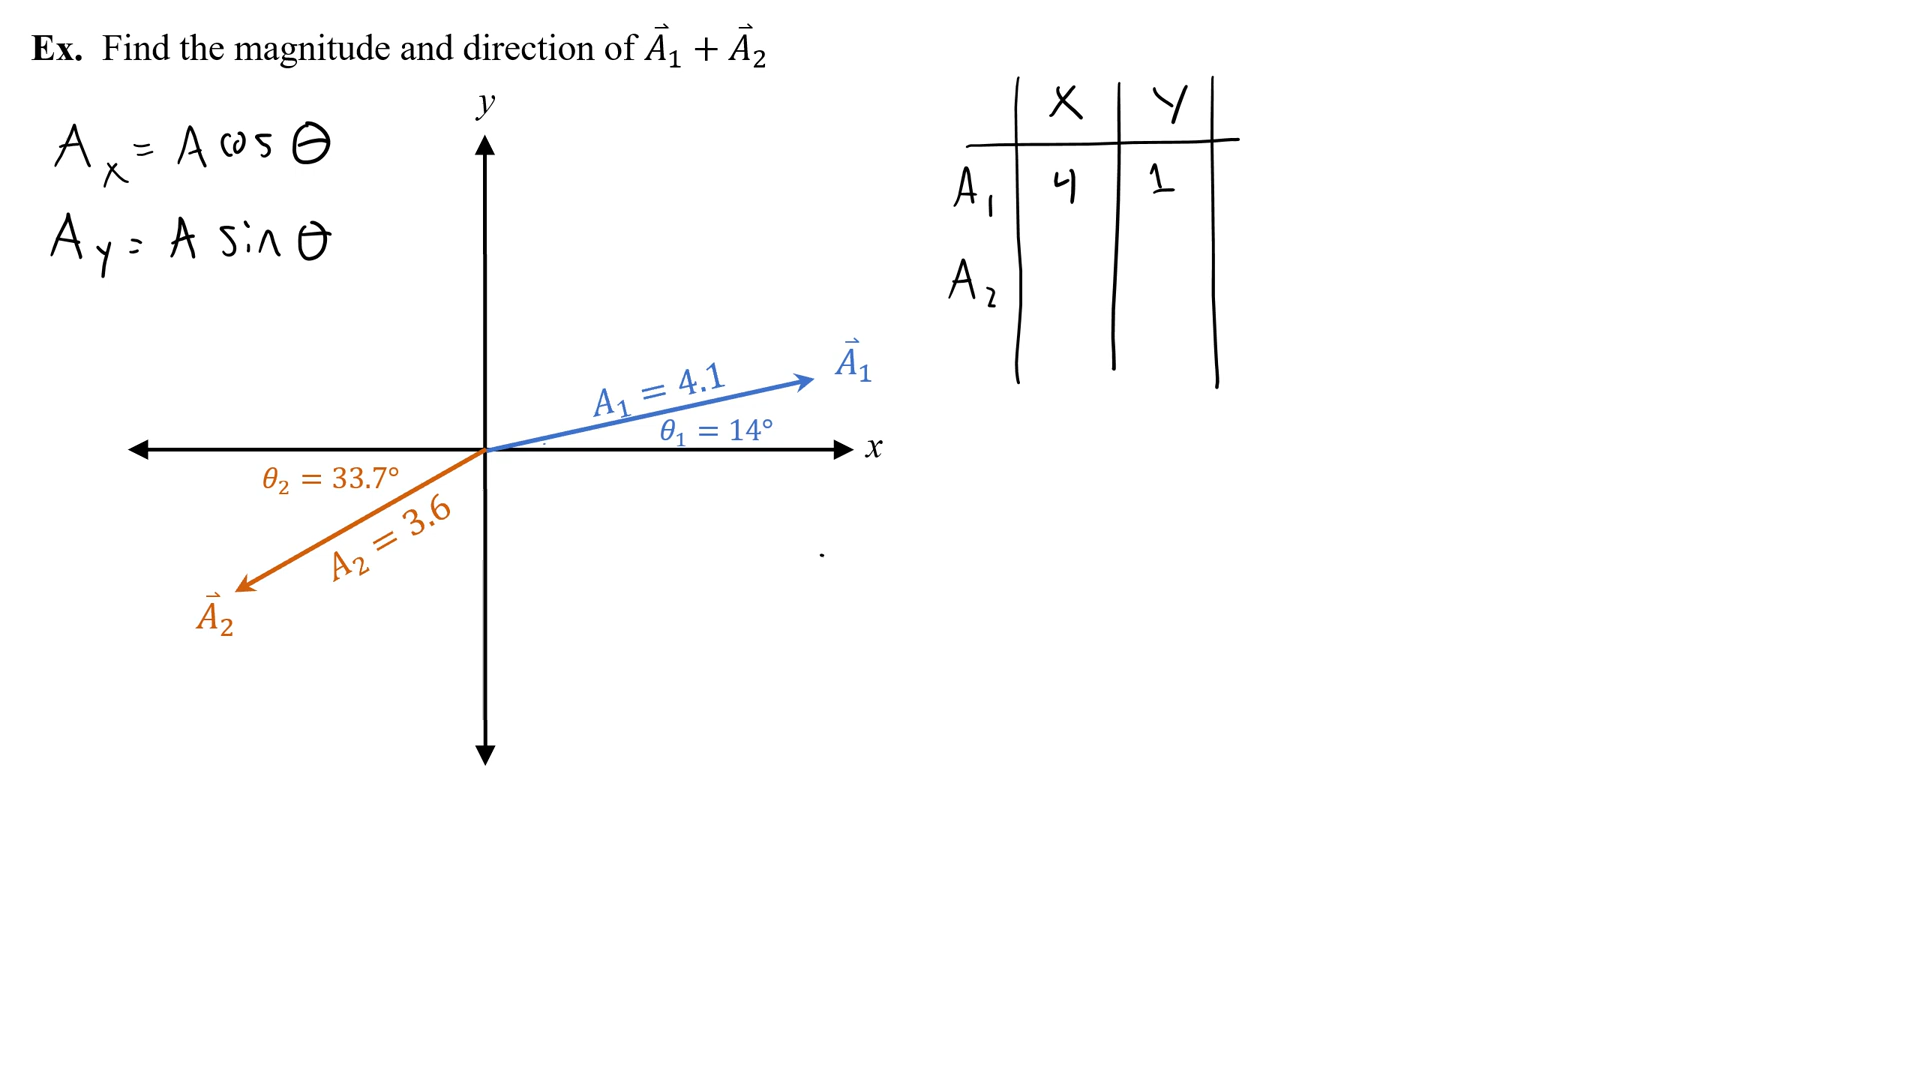 Ex. Find the magnitude and direction of A⃗₁ + A⃗₂
Aₓ = A cos θ
A_y = A sin θ
y
x
A⃗₁
A₁ = 4.1
θ₁ = 14°
θ₂ = 33.7°
A₂ = 3.6
A⃗₂
X Y
A₁ 4 1
A₂